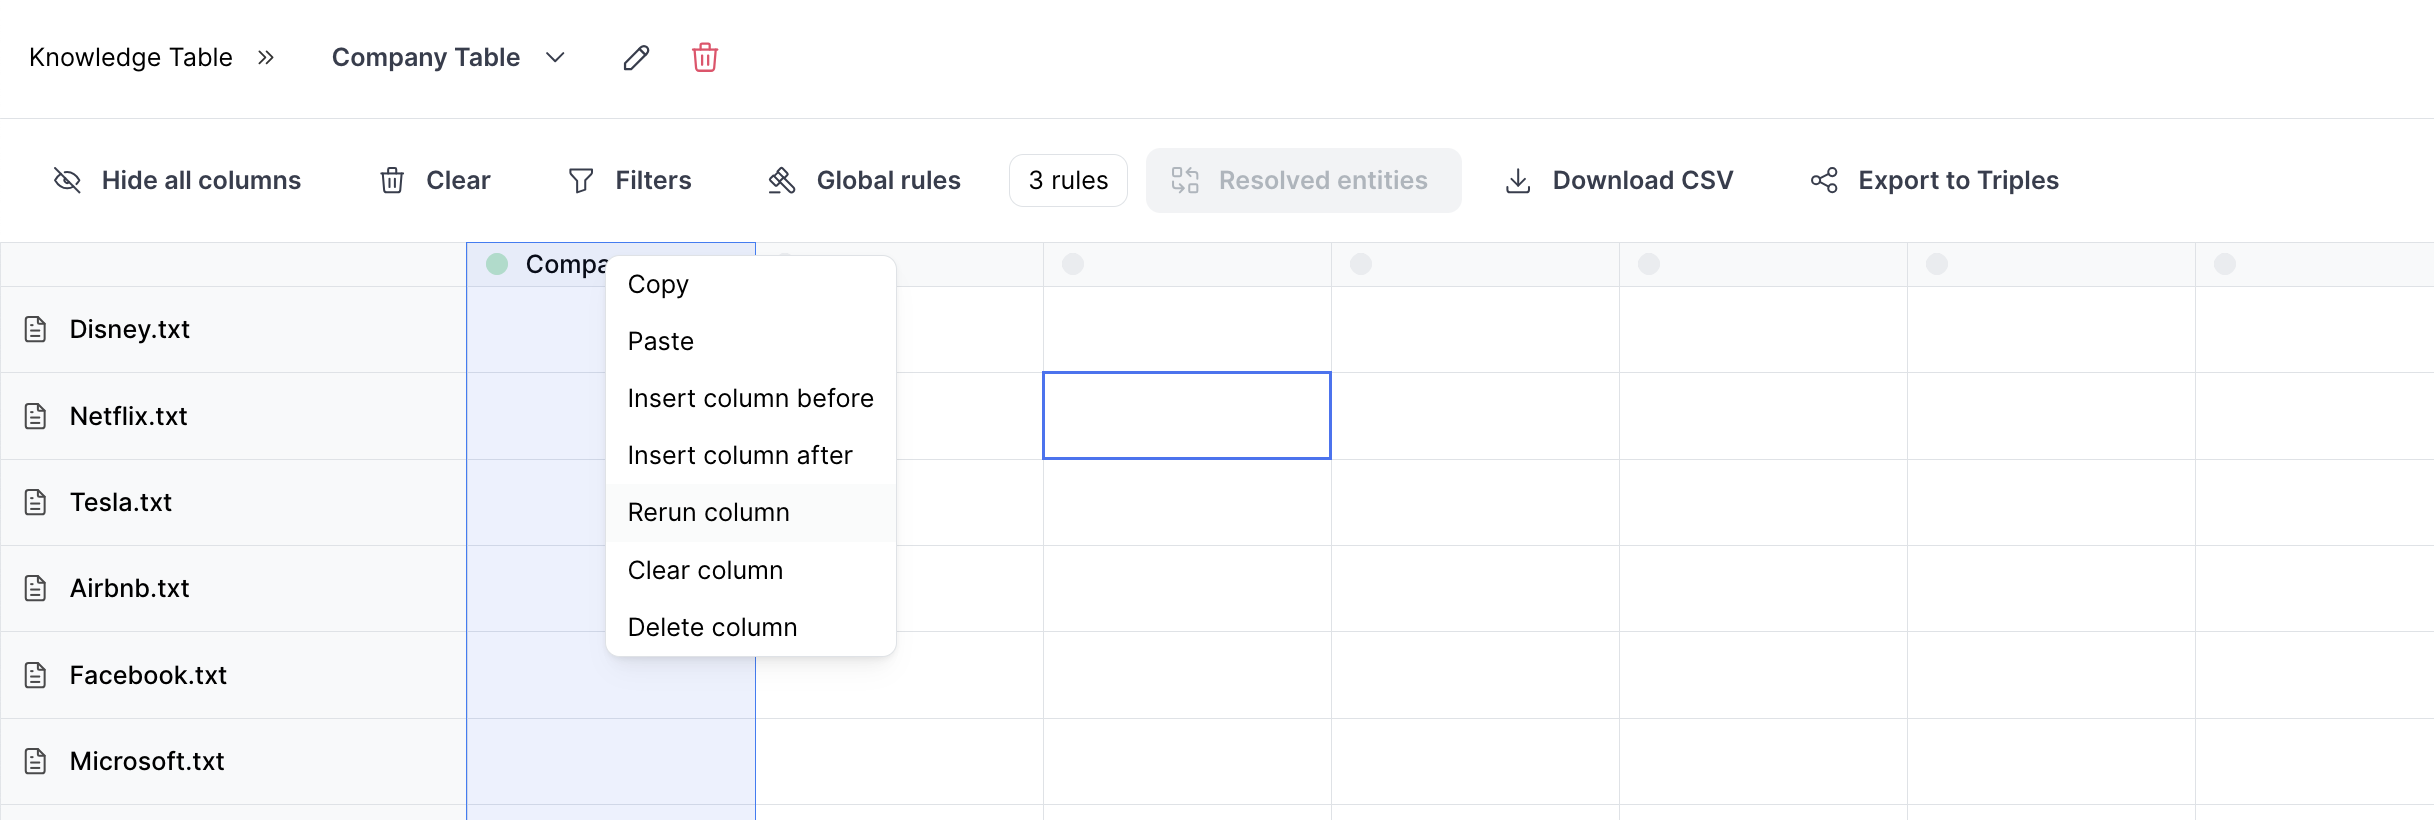 Knowledge Table » Company Table
Hide all columns Clear Filters Global rules 3 rules Resolved entities Download CSV Export to Triples
Disney.txt
Netflix.txt
Tesla.txt
Airbnb.txt
Facebook.txt
Microsoft.txt
Copy
Paste
Insert column before
Insert column after
Rerun column
Clear column
Delete column